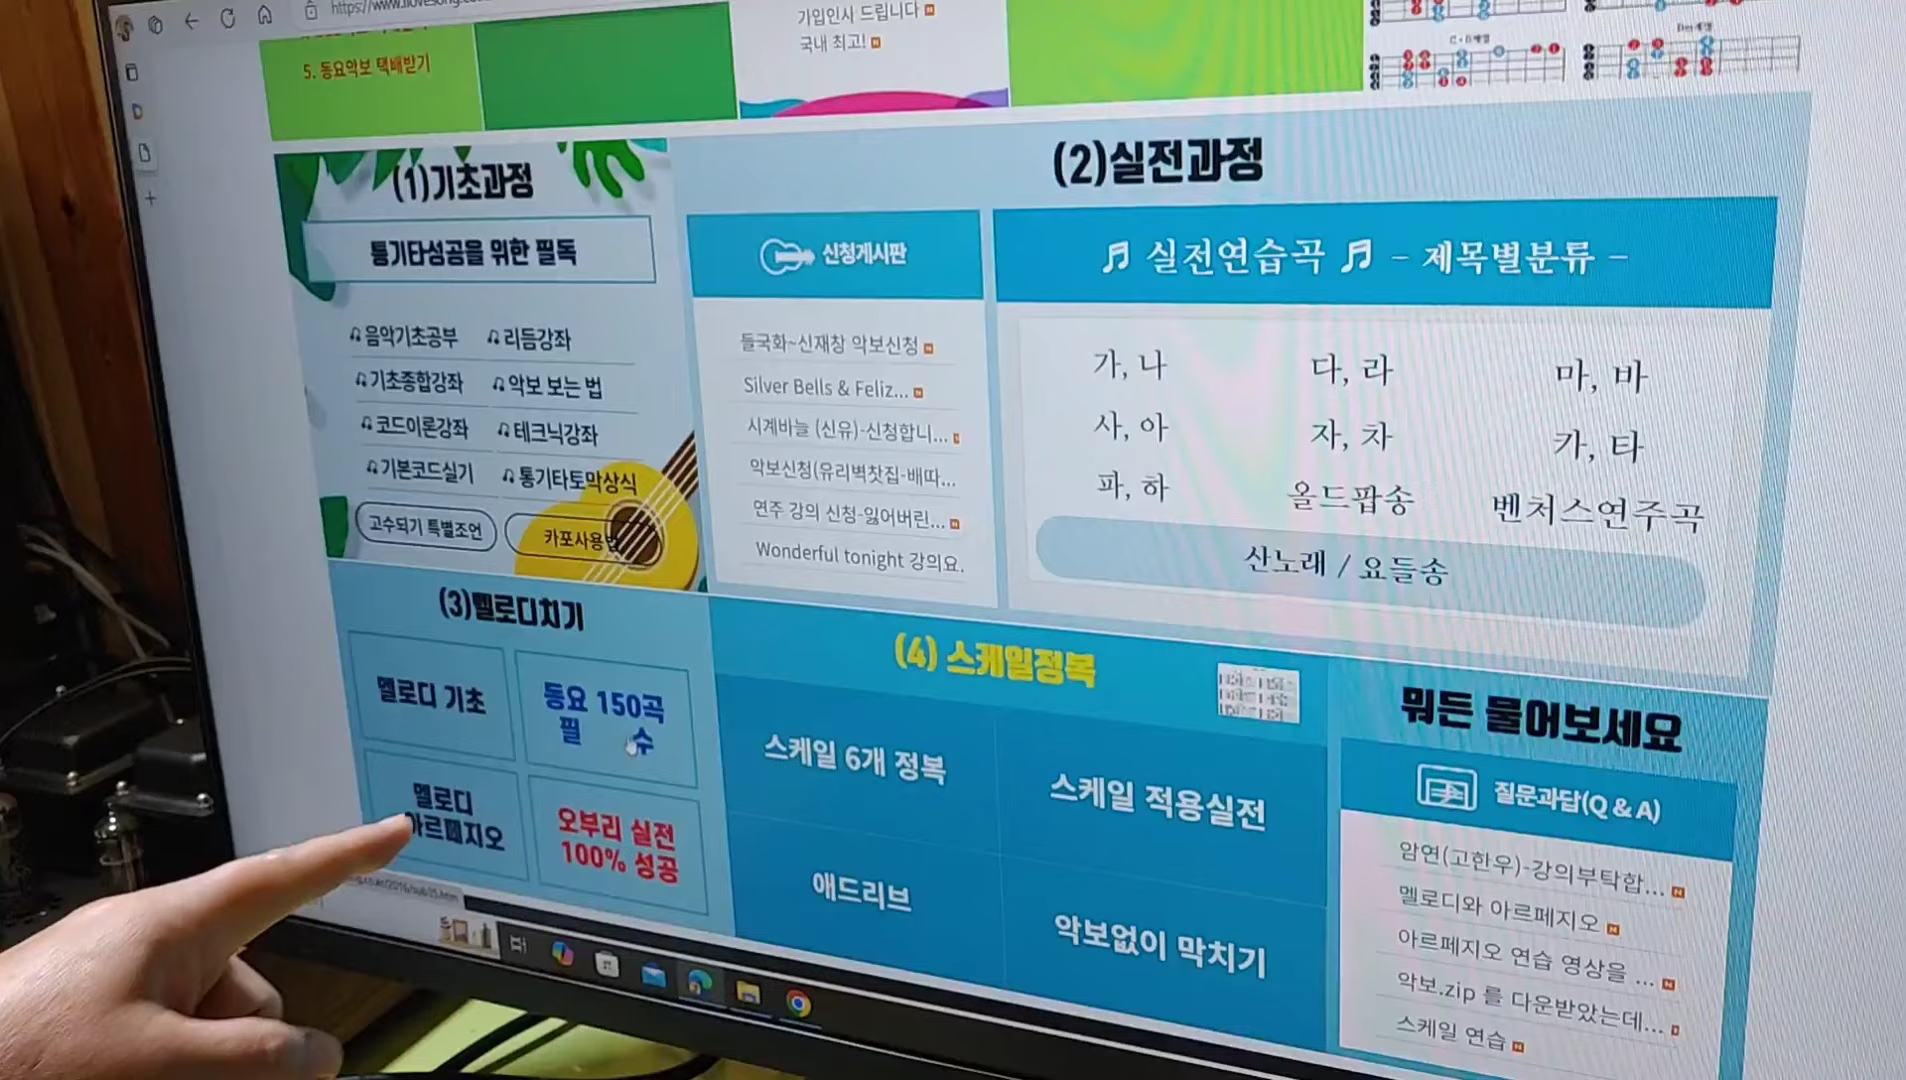 5. 동요악보 택배받기
가입인사 드립니다
국내 최고!
(1)기초과정
통기타성공을 위한 필독
음악기초공부 리듬강좌
기초종합강좌 악보 보는 법
코드이론강좌 테크닉강좌
기본코드실기 통기타토막상식
고수되기 특별조언 카포사용법
(2)실전과정
신청게시판
들국화~신재창 악보신청
Silver Bells & Feliz...
시계바늘 (신유)-신청합니...
악보신청(유리벽찻집-배따...
연주 강의 신청-잃어버린...
Wonderful tonight 강의요.
♬ 실전연습곡 ♬ - 제목별분류 -
가, 나 다, 라 마, 바
사, 아 자, 차 카, 타
파, 하 올드팝송 벤처스연주곡
산노래 / 요들송
(3)멜로디치기
멜로디 기초
동요 150곡
필 수
멜로디
아르페지오
오부리 실전
100% 성공
(4) 스케일정복
스케일 6개 정복
스케일 적용실전
애드리브
악보없이 막치기
뭐든 물어보세요
질문과답(Q & A)
암연(고한우)-강의부탁합...
멜로디와 아르페지오
아르페지오 연습 영상을 ...
악보.zip 를 다운받았는데...
스케일 연습